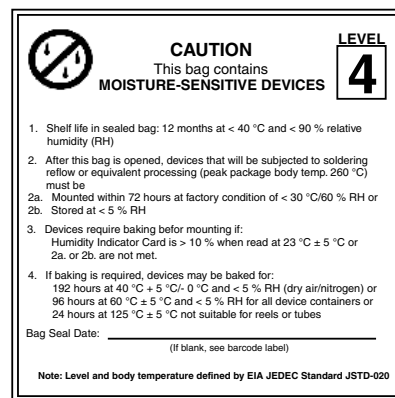 LEVEL
CAUTION
This bag contains
MOISTURE-SENSITIVE DEVICES
4
1. Shelf life in sealed bag: 12 months at < 40 °C and < 90 % relative
humidity (RH)
2. After this bag is opened, devices that will be subjected to soldering
reflow or equivalent processing (peak package body temp. 260 °C)
must be
2a. Mounted within 72 hours at factory condition of < 30 °C/60 % RH or
2b. Stored at < 5 % RH
3. Devices require baking befor mounting if:
Humidity Indicator Card is > 10 % when read at 23 °C ± 5 °C or
2a. or 2b. are not met.
4. If baking is required, devices may be baked for:
192 hours at 40 °C + 5 °C/- 0 °C and < 5 % RH (dry air/nitrogen) or
96 hours at 60 °C ± 5 °C and < 5 % RH for all device containers or
24 hours at 125 °C ± 5 °C not suitable for reels or tubes
Bag Seal Date:
(If blank, see barcode label)
Note: Level and body temperature defined by EIA JEDEC Standard JSTD-020